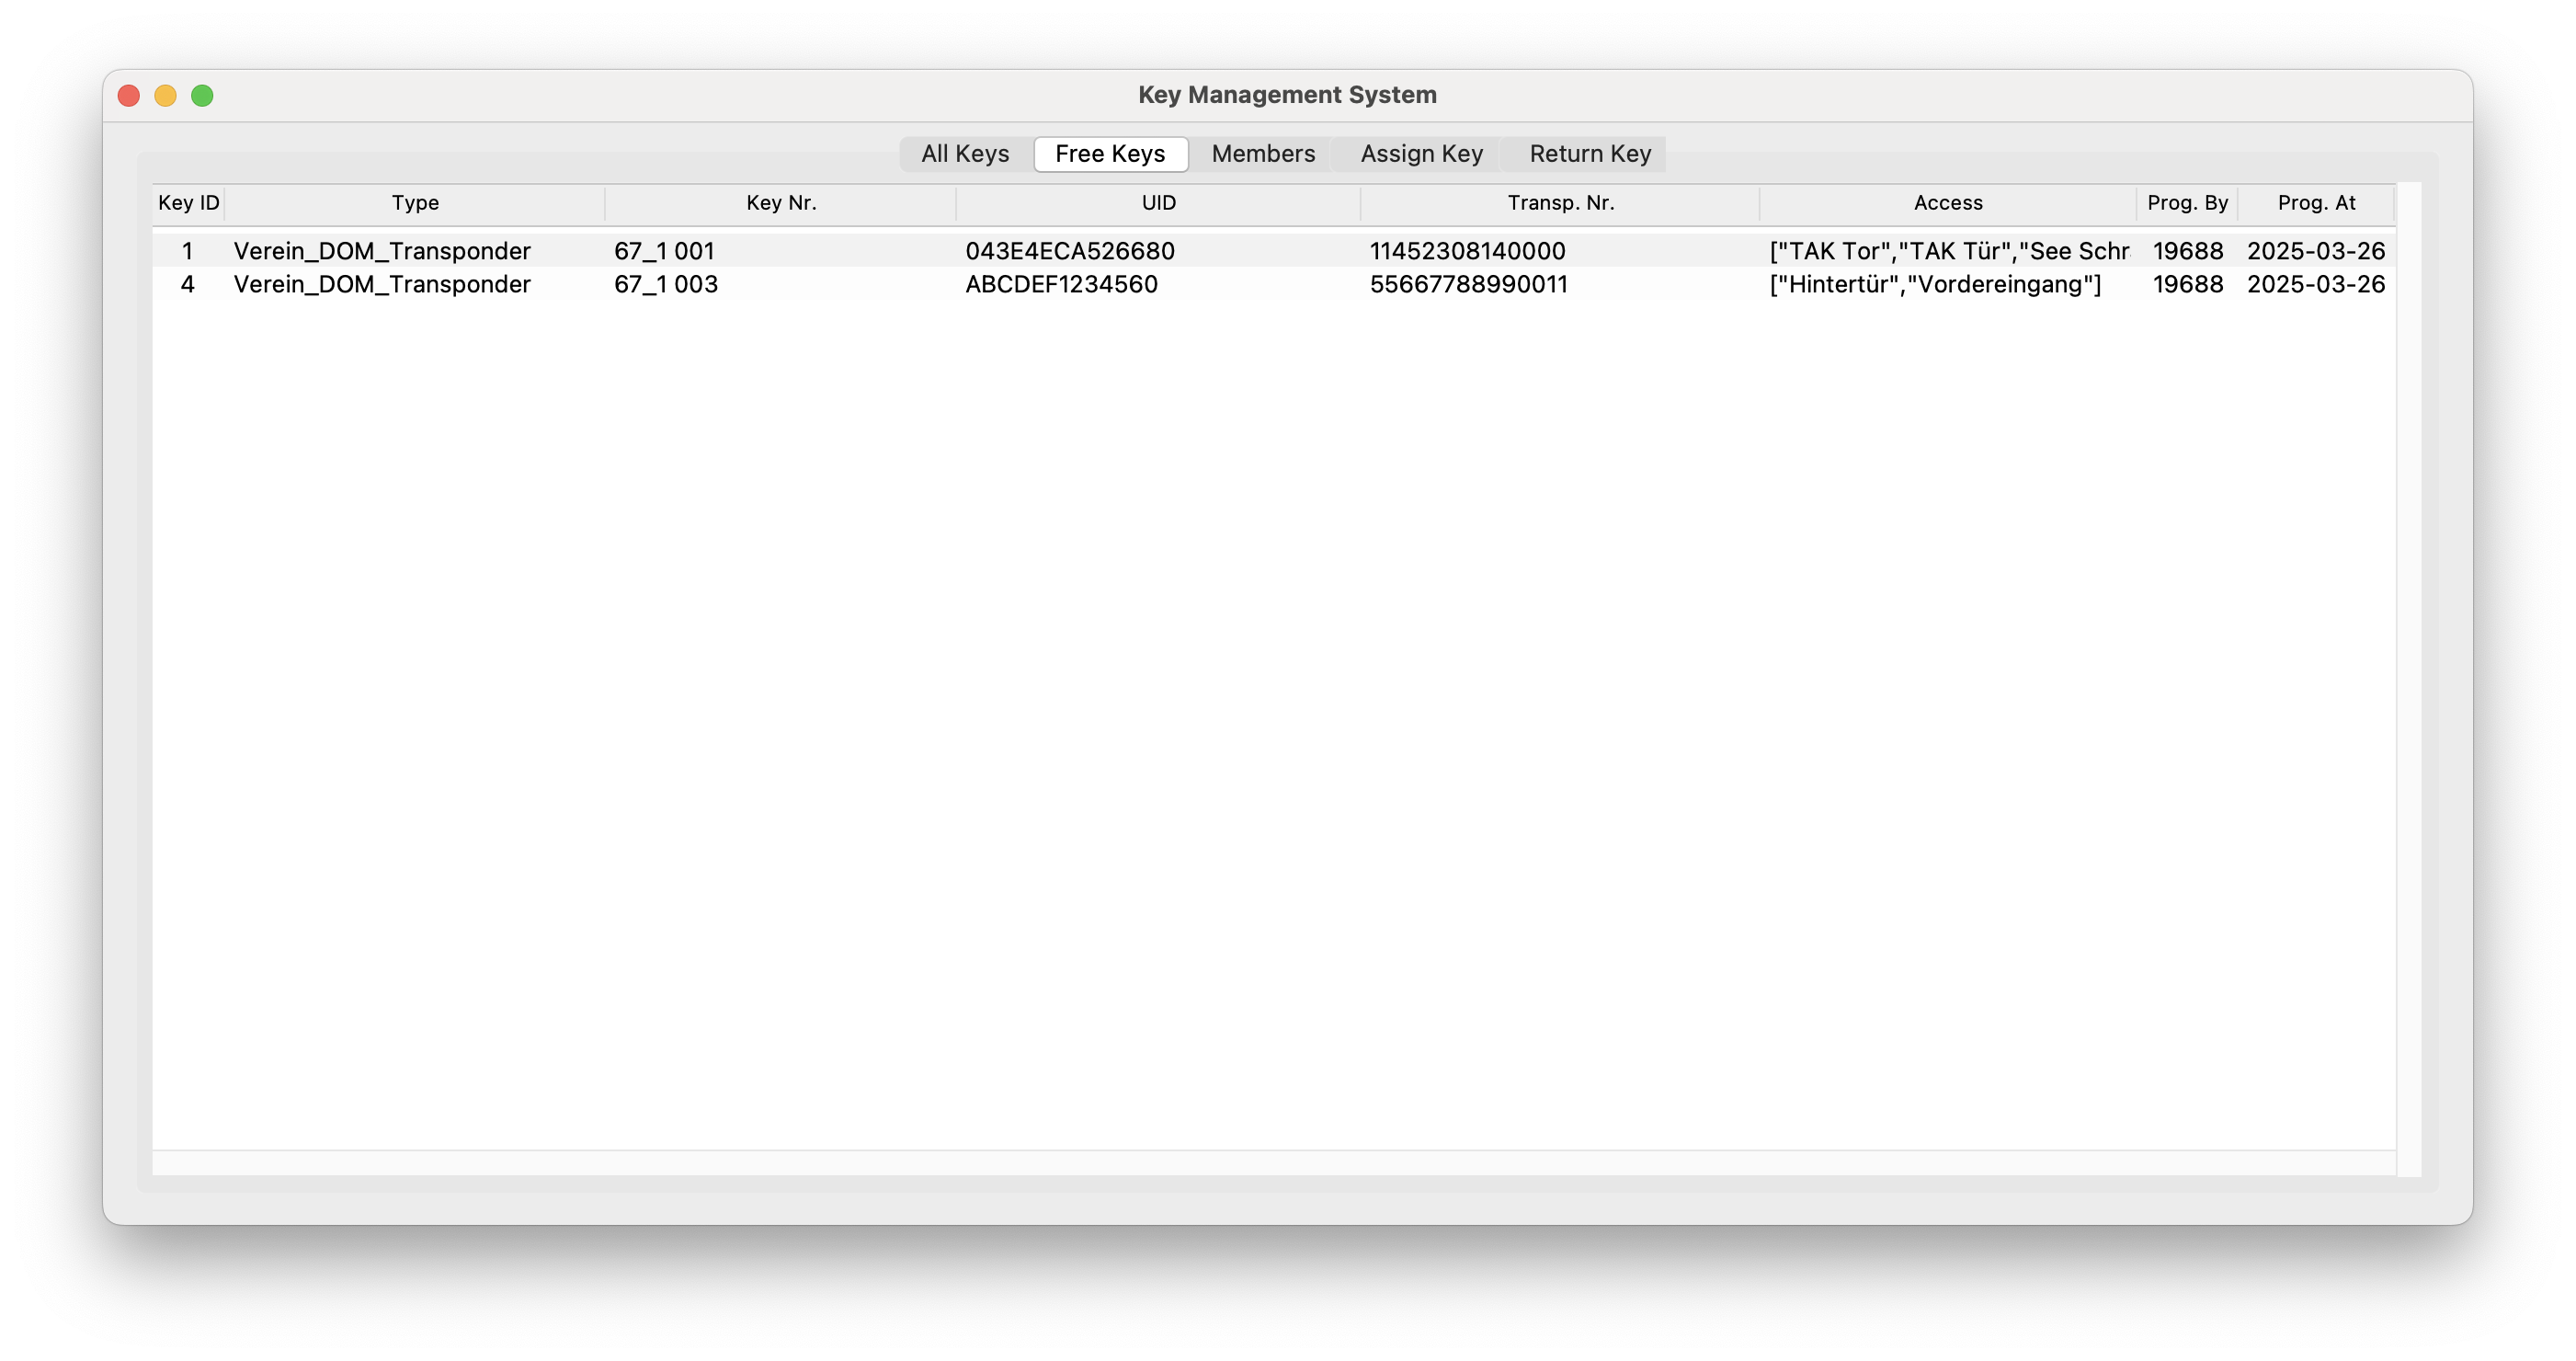 Key Management System
All Keys Free Keys Members Assign Key Return Key
Key ID Type Key Nr. UID Transp. Nr. Access Prog. By Prog. At
1 Verein_DOM_Transponder 67_1 001 043E4ECA526680 11452308140000 ["TAK Tor","TAK Tür","See Schr 19688 2025-03-26
4 Verein_DOM_Transponder 67_1 003 ABCDEF1234560 55667788990011 ["Hintertür","Vordereingang"] 19688 2025-03-26